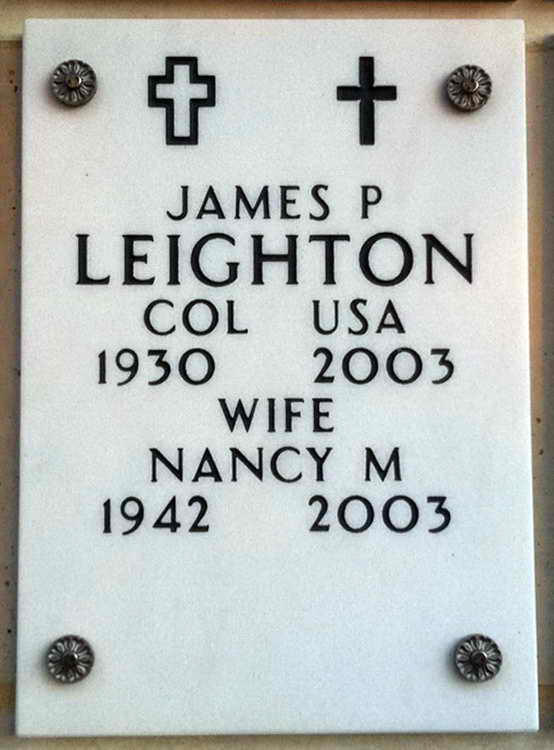 JAMES P
LEIGHTON
COL USA
1930 2003
WIFE
NANCY M
1942 2003